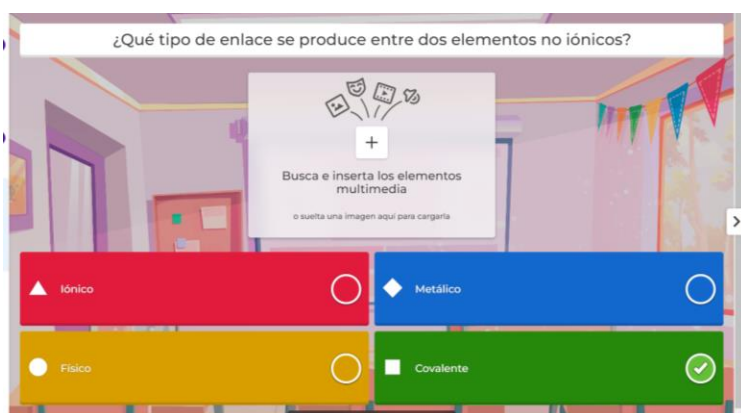 ¿Qué tipo de enlace se produce entre dos elementos no iónicos?
Busca e inserta los elementos
multimedia
o suelta una imagen aquí para cargarla
Iónico
Metálico
Físico
Covalente